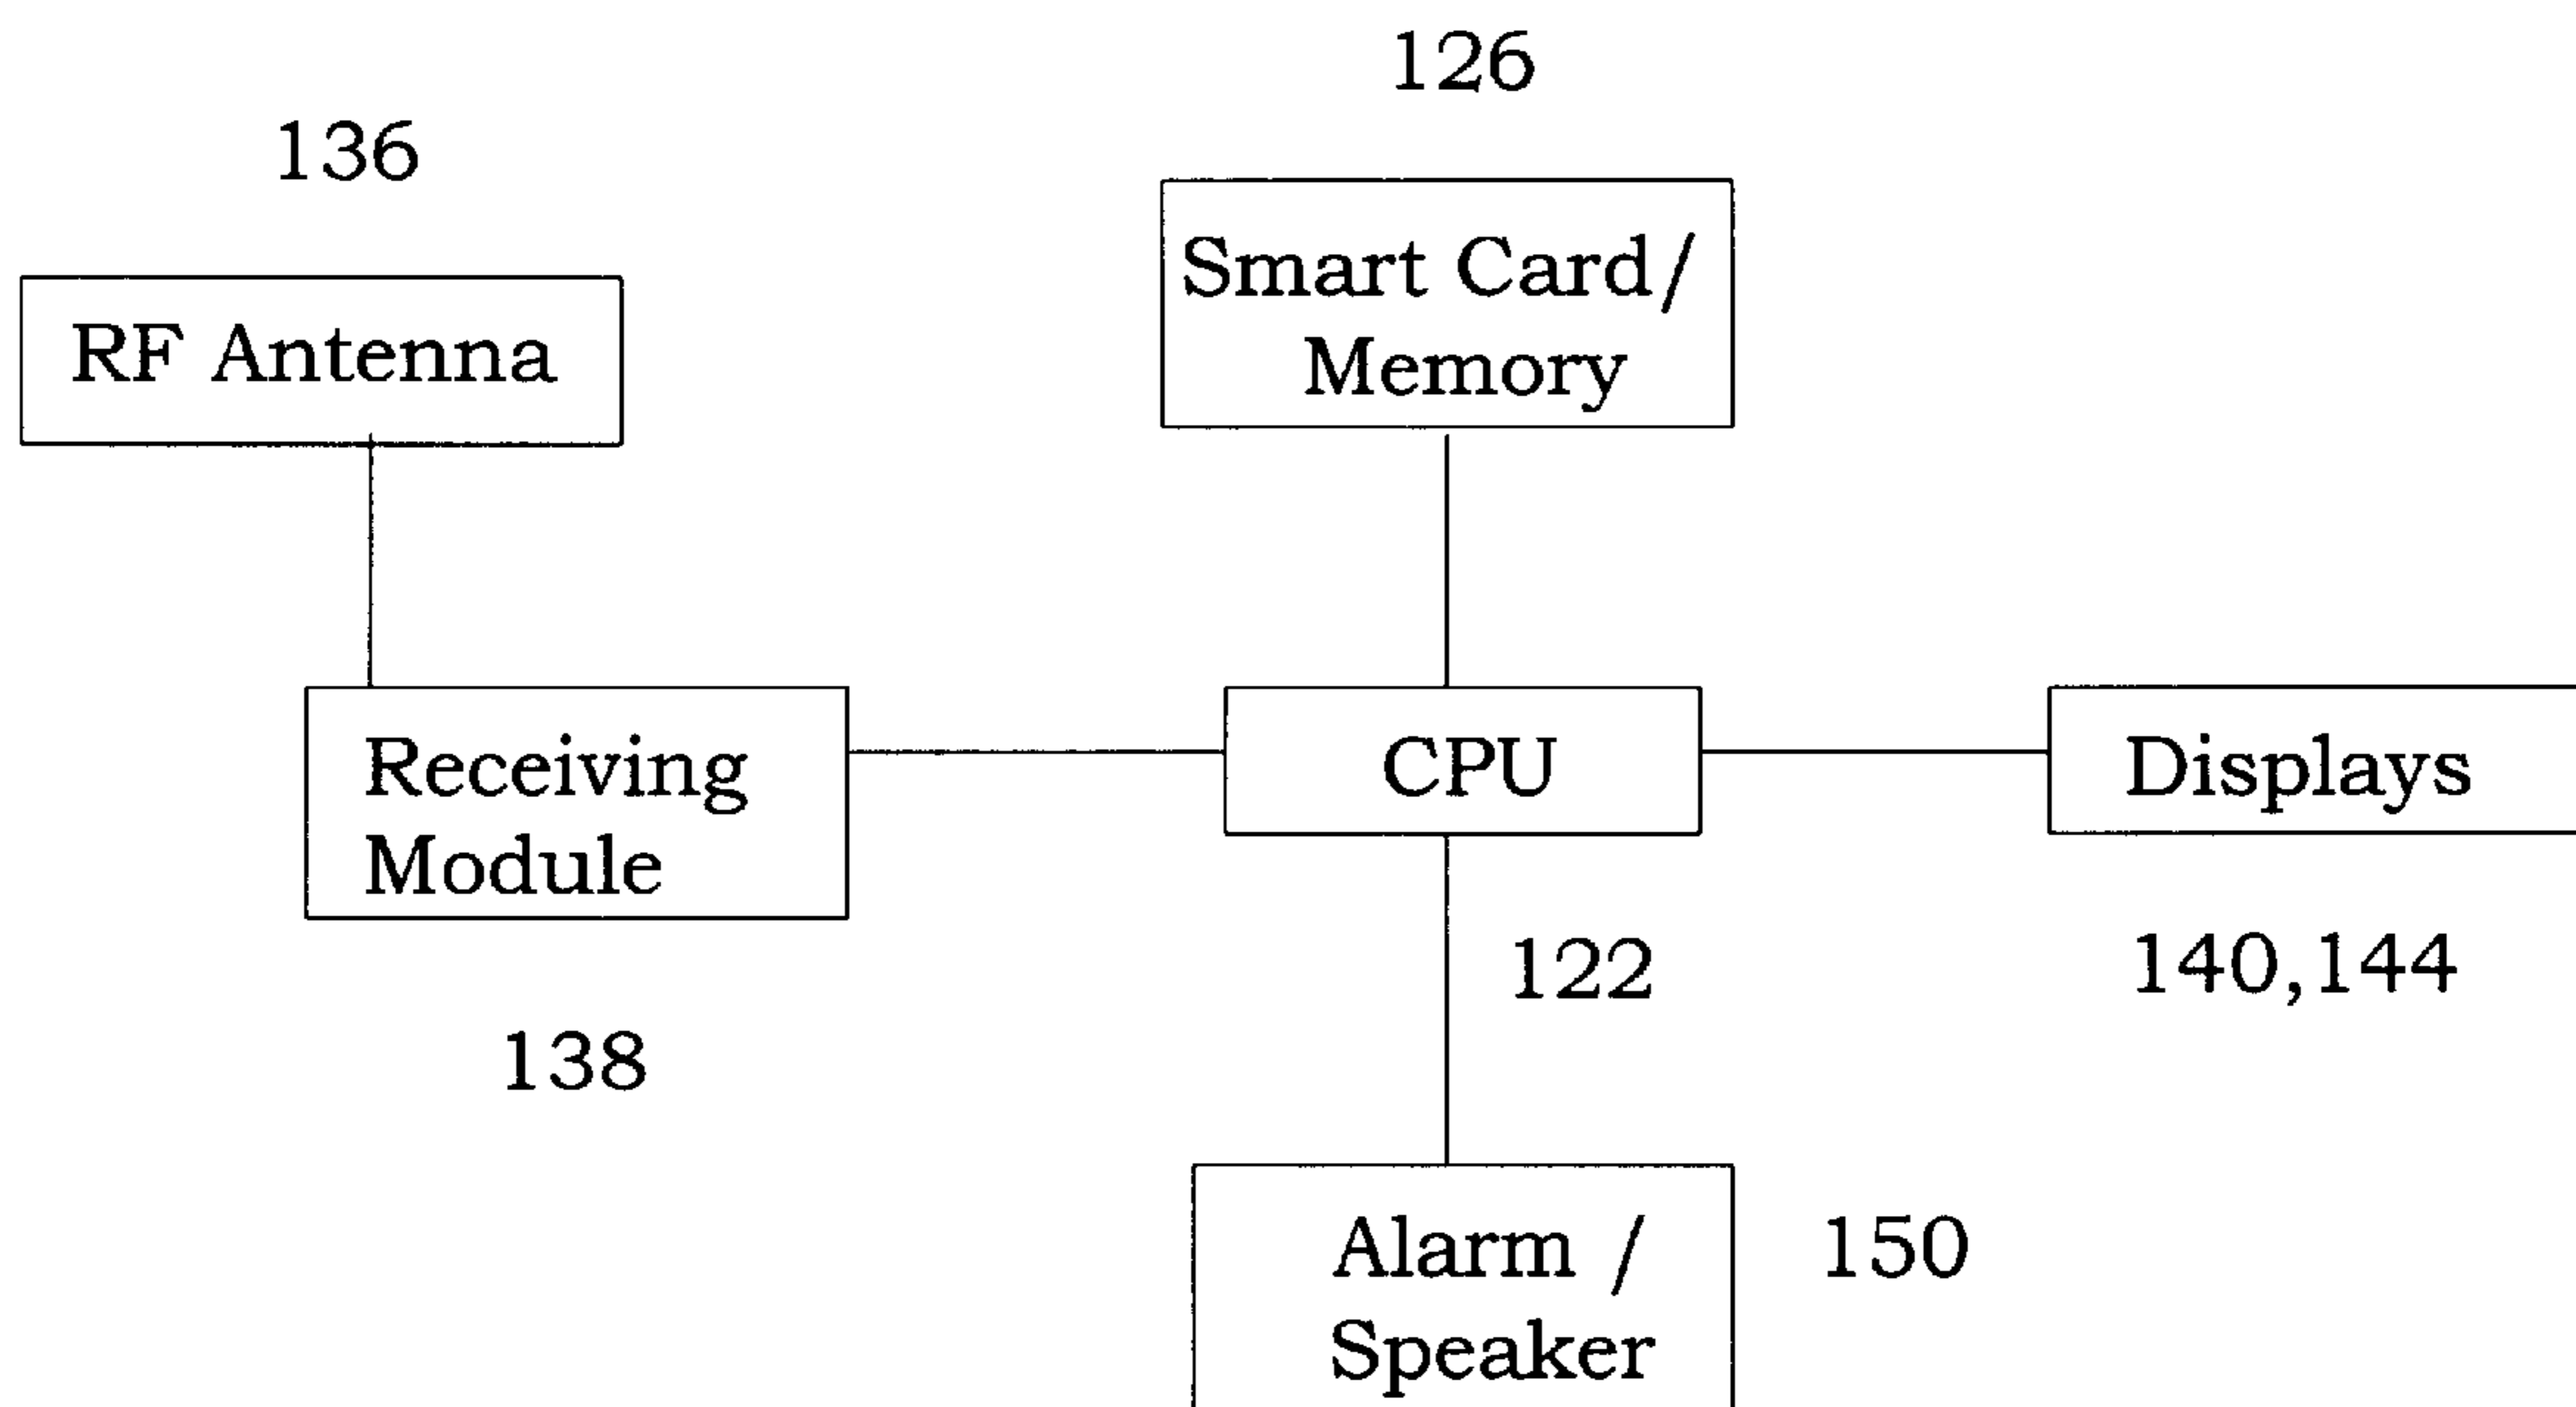 126
136
Smart Card/
Memory
RF Antenna
Receiving
Module
CPU
Displays
122
140,144
138
Alarm /
Speaker
150